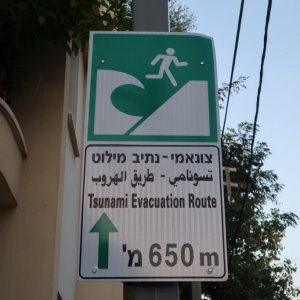 צונאמי - נתיב מילוט
تسونامي - طريق الهروب
Tsunami Evacuation Route
650 m מ'